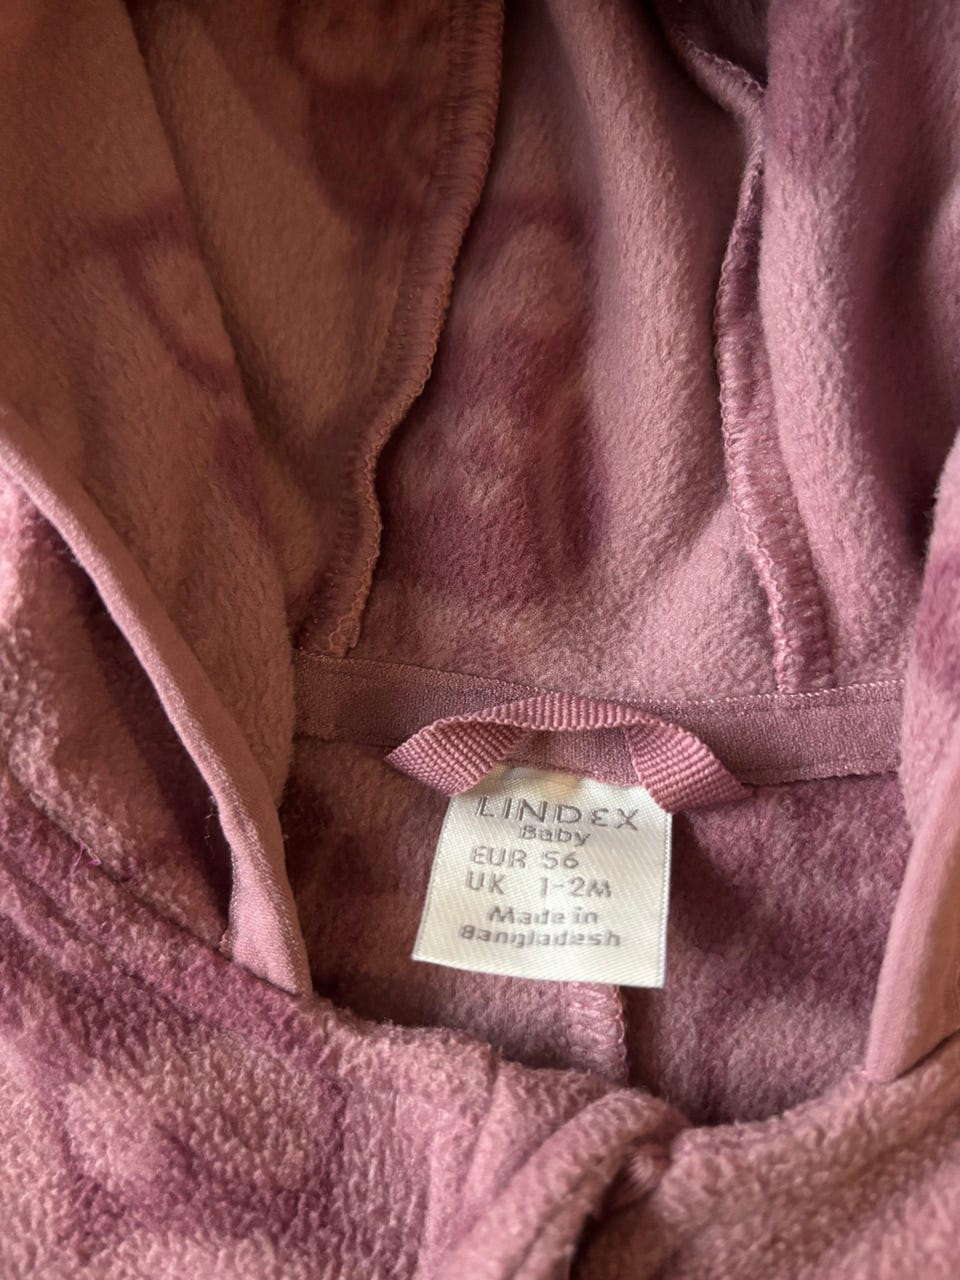 LINDEX
Baby
EUR 56
UK 1-2M
Made in
Bangladesh